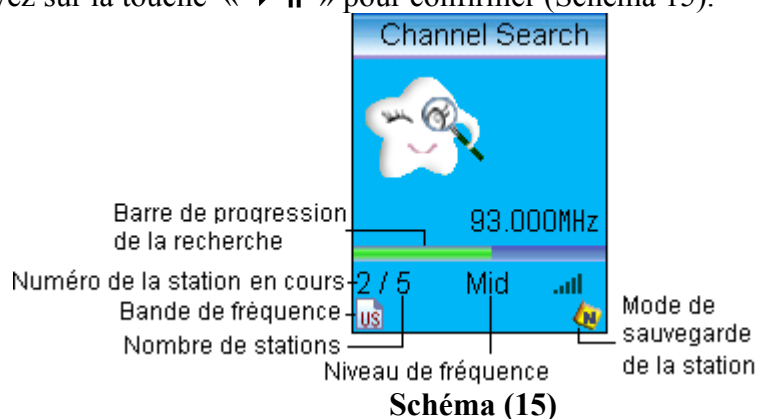 sur la touche « » pour confirmer (Schéma 15).
Channel Search
93.000MHz
Barre de progression
de la recherche
Numéro de la station en cours
2 / 5
Mid
Bande de fréquence
US
N
Mode de
sauvegarde
de la station
Nombre de stations
Niveau de fréquence
Schéma (15)